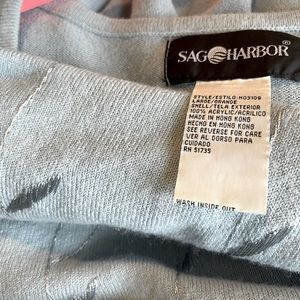 SAG HARBOR®
STYLE/ESTILO-H03109
LARGE/GRANDE
SHELL/TELA EXTERIOR
100% ACRYLIC/ACRILICO
MADE IN HONG KONG
HECHO EN HONG KONG
SEE REVERSE FOR CARE
VER AL DORSO PARA
CUIDADO
RN 51735
WASH INSIDE OUT